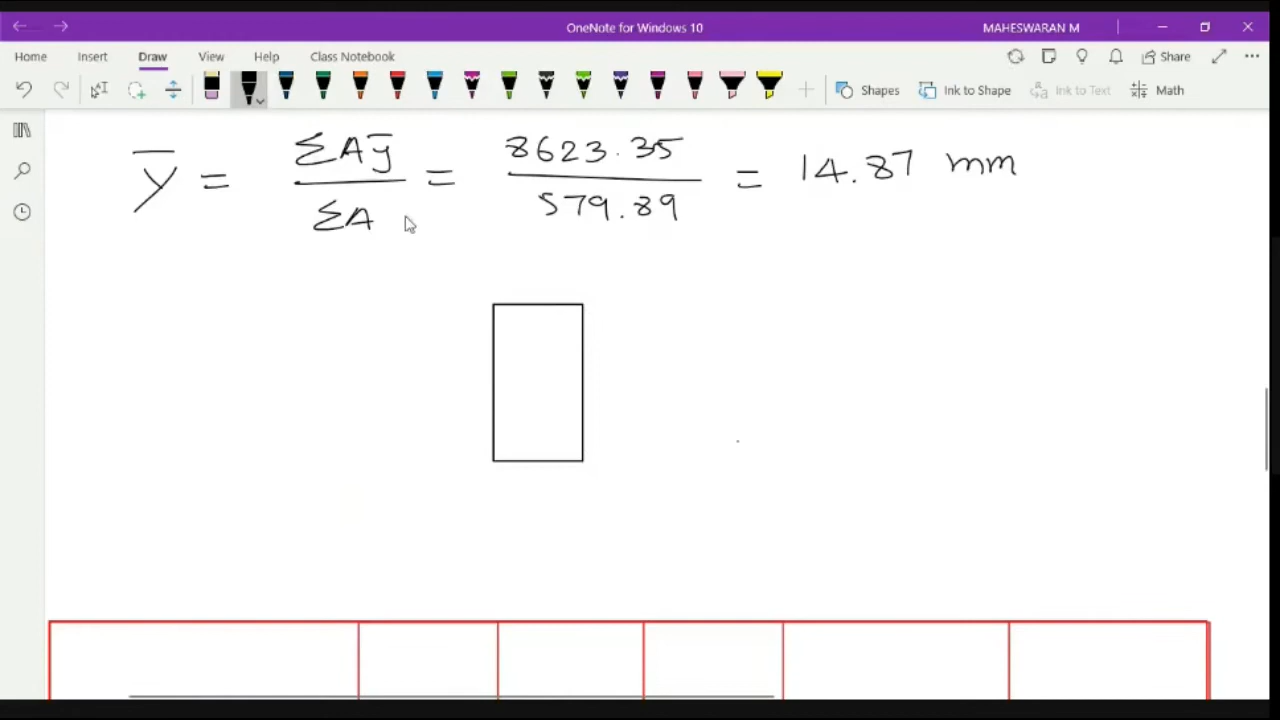 OneNote for Windows 10
MAHESWARAN M
Home Insert Draw View Help Class Notebook
Share
Shapes Ink to Shape Ink to Text Math
y̅ = ΣAy̅ / ΣA = 8623.35 / 579.89 = 14.87 mm